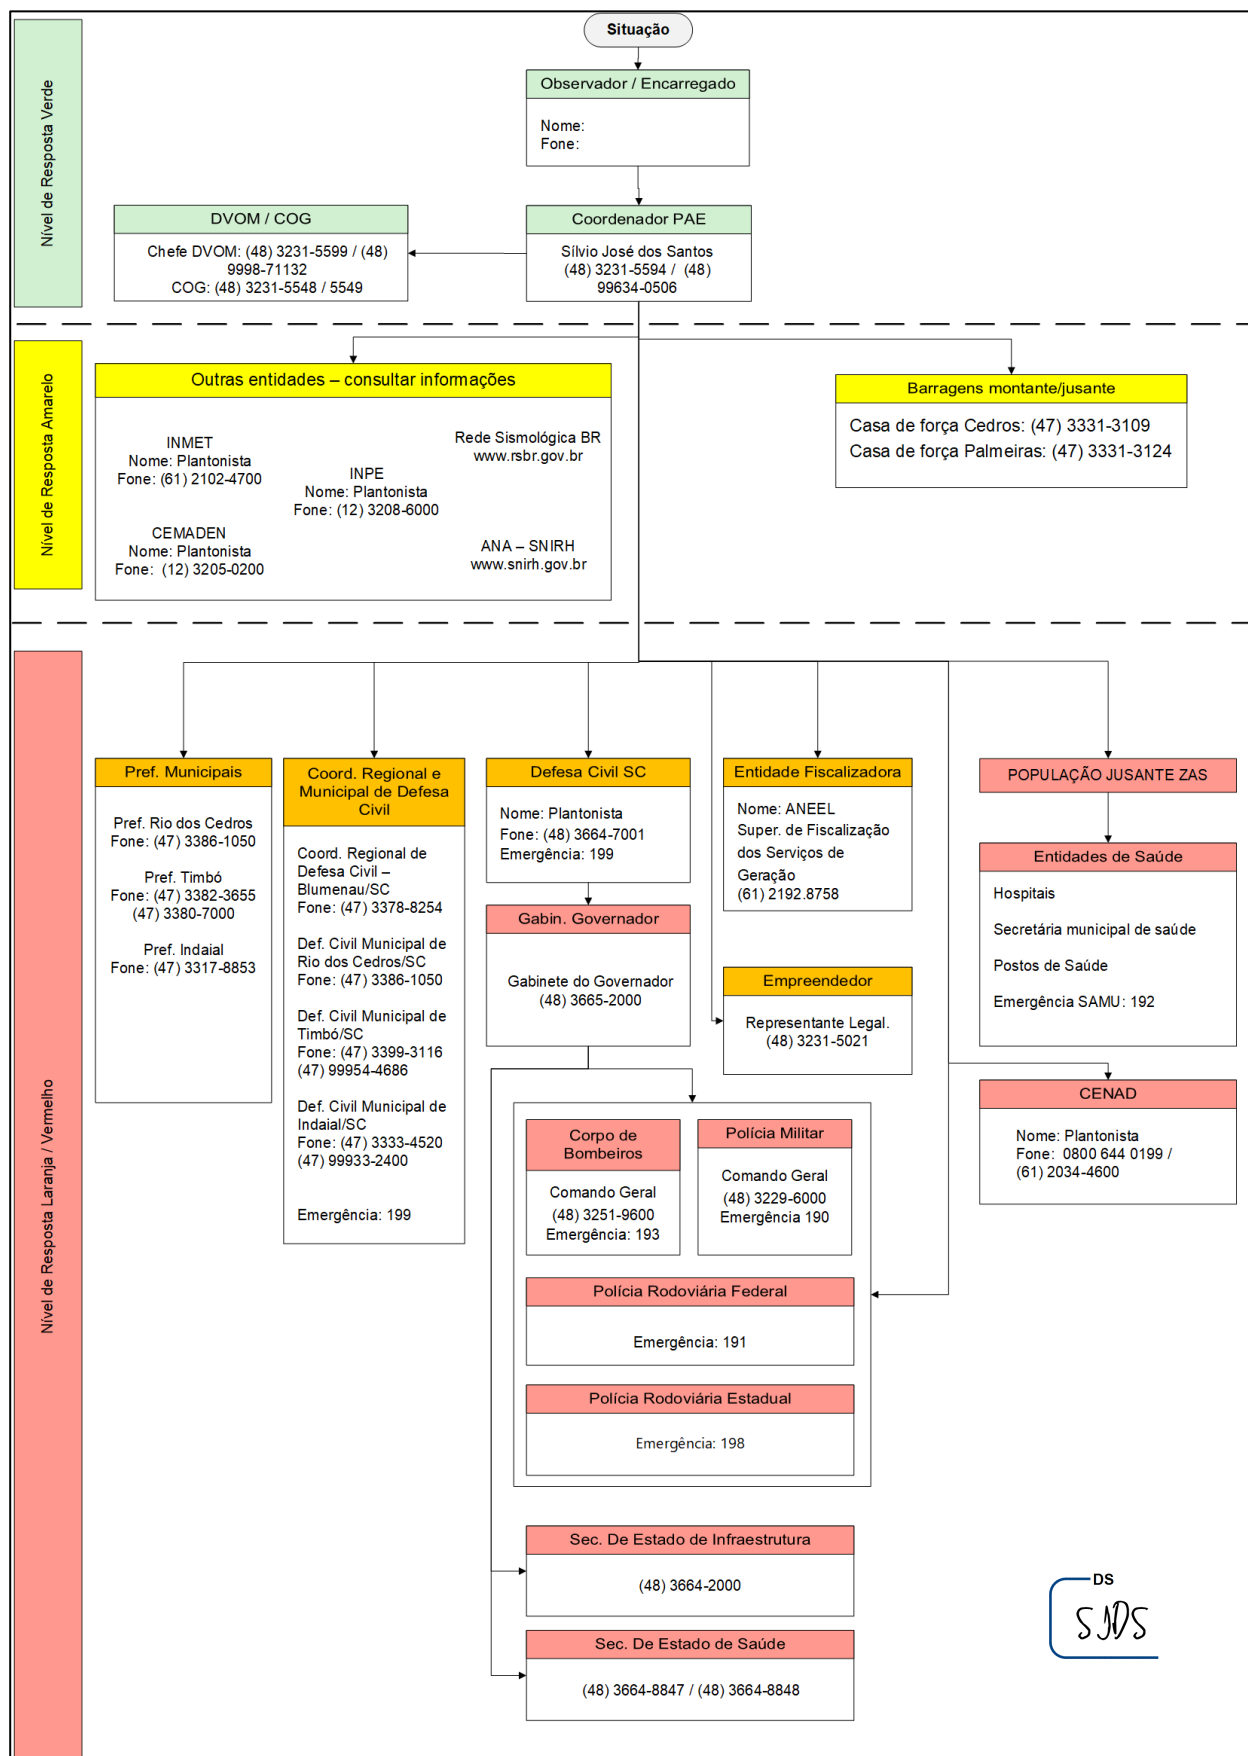 Situação
Nível de Resposta Verde
Observador / Encarregado
Nome:
Fone:
DVOM / COG
Chefe DVOM: (48) 3231-5599 / (48)
9998-71132
COG: (48) 3231-5548 / 5549
Coordenador PAE
Sílvio José dos Santos
(48) 3231-5594 / (48)
99634-0506
Nível de Resposta Amarelo
Outras entidades – consultar informações
INMET
Nome: Plantonista
Fone: (61) 2102-4700
CEMADEN
Nome: Plantonista
Fone: (12) 3205-0200
INPE
Nome: Plantonista
Fone: (12) 3208-6000
Rede Sismológica BR
www.rsbr.gov.br
ANA – SNIRH
www.snirh.gov.br
Barragens montante/jusante
Casa de força Cedros: (47) 3331-3109
Casa de força Palmeiras: (47) 3331-3124
Nível de Resposta Laranja / Vermelho
Pref. Municipais
Pref. Rio dos Cedros
Fone: (47) 3386-1050
Pref. Timbó
Fone: (47) 3382-3655
(47) 3380-7000
Pref. Indaial
Fone: (47) 3317-8853
Coord. Regional e
Municipal de Defesa
Civil
Coord. Regional de
Defesa Civil –
Blumenau/SC
Fone: (47) 3378-8254
Def. Civil Municipal de
Rio dos Cedros/SC
Fone: (47) 3386-1050
Def. Civil Municipal de
Timbó/SC
Fone: (47) 3399-3116
(47) 99954-4686
Def. Civil Municipal de
Indaial/SC
Fone: (47) 3333-4520
(47) 99933-2400
Emergência: 199
Defesa Civil SC
Nome: Plantonista
Fone: (48) 3664-7001
Emergência: 199
Gabin. Governador
Gabinete do Governador
(48) 3665-2000
Entidade Fiscalizadora
Nome: ANEEL
Super. de Fiscalização
dos Serviços de
Geração
(61) 2192.8758
Empreendedor
Representante Legal.
(48) 3231-5021
POPULAÇÃO JUSANTE ZAS
Entidades de Saúde
Hospitais
Secretária municipal de saúde
Postos de Saúde
Emergência SAMU: 192
CENAD
Nome: Plantonista
Fone: 0800 644 0199 /
(61) 2034-4600
Corpo de
Bombeiros
Comando Geral
(48) 3251-9600
Emergência: 193
Polícia Militar
Comando Geral
(48) 3229-6000
Emergência 190
Polícia Rodoviária Federal
Emergência: 191
Polícia Rodoviária Estadual
Emergência: 198
Sec. De Estado de Infraestrutura
(48) 3664-2000
Sec. De Estado de Saúde
(48) 3664-8847 / (48) 3664-8848
DS
SJDS